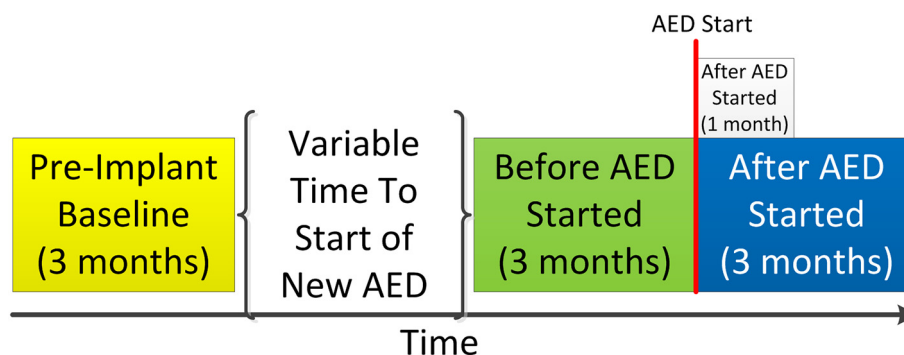 AED Start
After AED
Started
(1 month)
Pre-Implant
Baseline
(3 months)
Variable
Time To
Start of
New AED
Before AED
Started
(3 months)
After AED
Started
(3 months)
Time